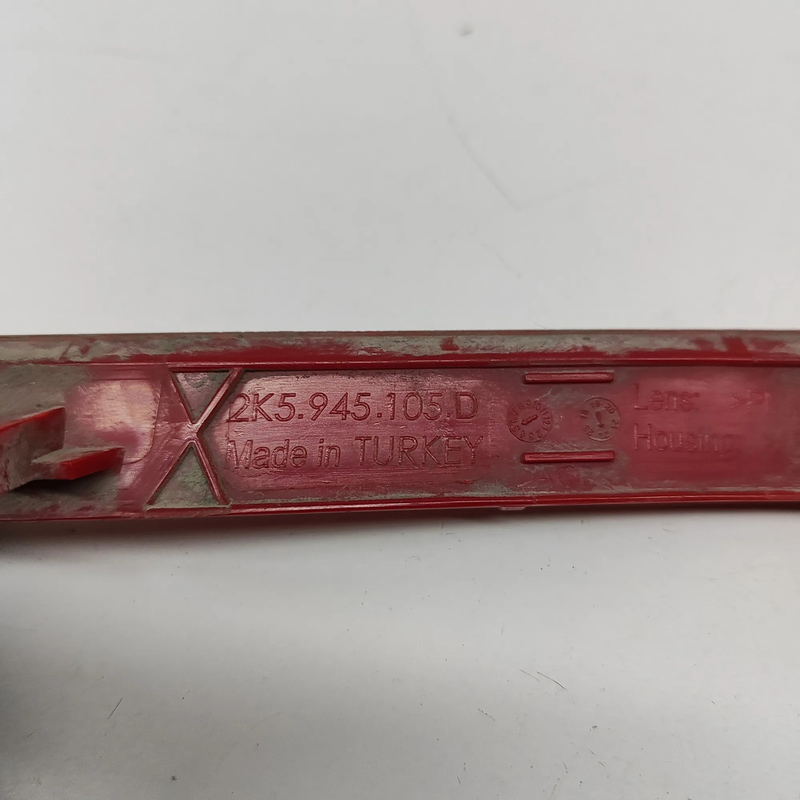 2K5.945.105.D
Made in TURKEY
Lens:
Housing